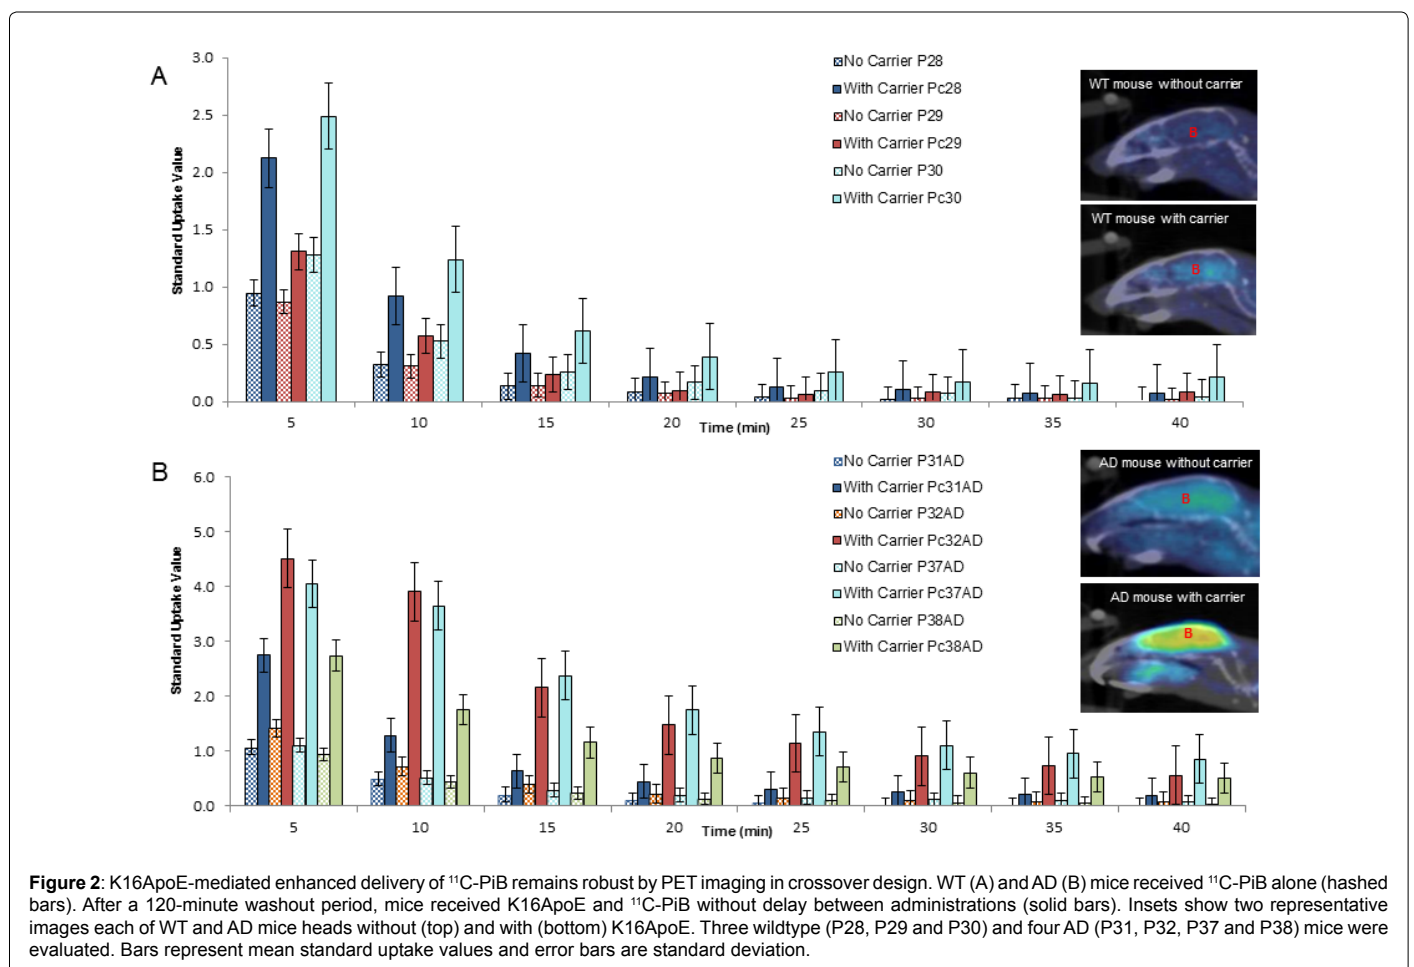 A
3.0
2.5
2.0
1.5
1.0
0.5
0.0
Standard Uptake Value
5 10 15 20 25 30 35 40
Time (min)
No Carrier P28
With Carrier Pc28
No Carrier P29
With Carrier Pc29
No Carrier P30
With Carrier Pc30
WT mouse without carrier
B
WT mouse with carrier
B
B
6.0
5.0
4.0
3.0
2.0
1.0
0.0
Standard Uptake Value
5 10 15 20 25 30 35 40
Time (min)
No Carrier P31AD
With Carrier Pc31AD
No Carrier P32AD
With Carrier Pc32AD
No Carrier P37AD
With Carrier Pc37AD
No Carrier P38AD
With Carrier Pc38AD
AD mouse without carrier
B
AD mouse with carrier
B
Figure 2: K16ApoE-mediated enhanced delivery of ¹¹C-PiB remains robust by PET imaging in crossover design. WT (A) and AD (B) mice received ¹¹C-PiB alone (hashed
bars). After a 120-minute washout period, mice received K16ApoE and ¹¹C-PiB without delay between administrations (solid bars). Insets show two representative
images each of WT and AD mice heads without (top) and with (bottom) K16ApoE. Three wildtype (P28, P29 and P30) and four AD (P31, P32, P37 and P38) mice were
evaluated. Bars represent mean standard uptake values and error bars are standard deviation.